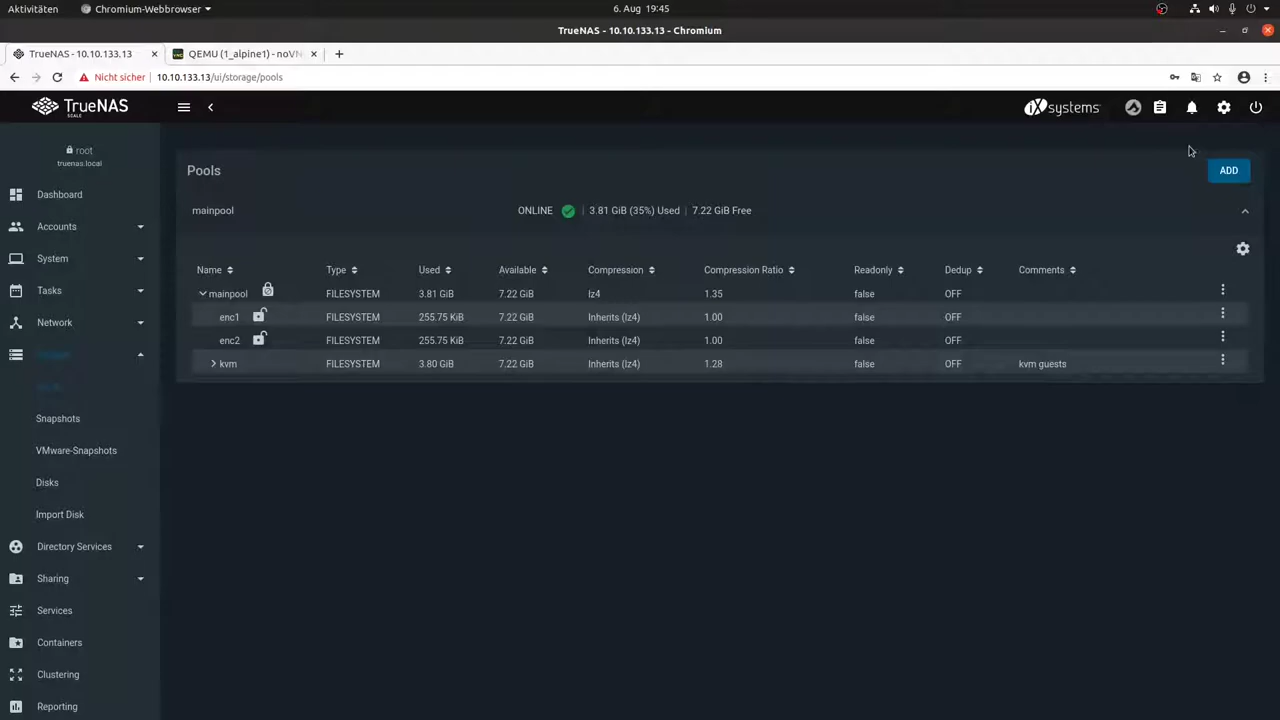 Aktivitäten Chromium-Webbrowser 6. Aug 19:45
TrueNAS - 10.10.133.13 - Chromium
TrueNAS - 10.10.133.13 QEMU (1_alpine1) - noVN
Nicht sicher 10.10.133.13/ui/storage/pools
TrueNAS SCALE iXsystems
root
truenas.local
Dashboard
Accounts
System
Tasks
Network
Snapshots
VMware-Snapshots
Disks
Import Disk
Directory Services
Sharing
Services
Containers
Clustering
Reporting
Pools ADD
mainpool ONLINE 3.81 GiB (35%) Used 7.22 GiB Free
Name Type Used Available Compression Compression Ratio Readonly Dedup Comments
mainpool FILESYSTEM 3.81 GiB 7.22 GiB lz4 1.35 false OFF
enc1 FILESYSTEM 255.75 KiB 7.22 GiB Inherits (lz4) 1.00 false OFF
enc2 FILESYSTEM 255.75 KiB 7.22 GiB Inherits (lz4) 1.00 false OFF
kvm FILESYSTEM 3.80 GiB 7.22 GiB Inherits (lz4) 1.28 false OFF kvm guests